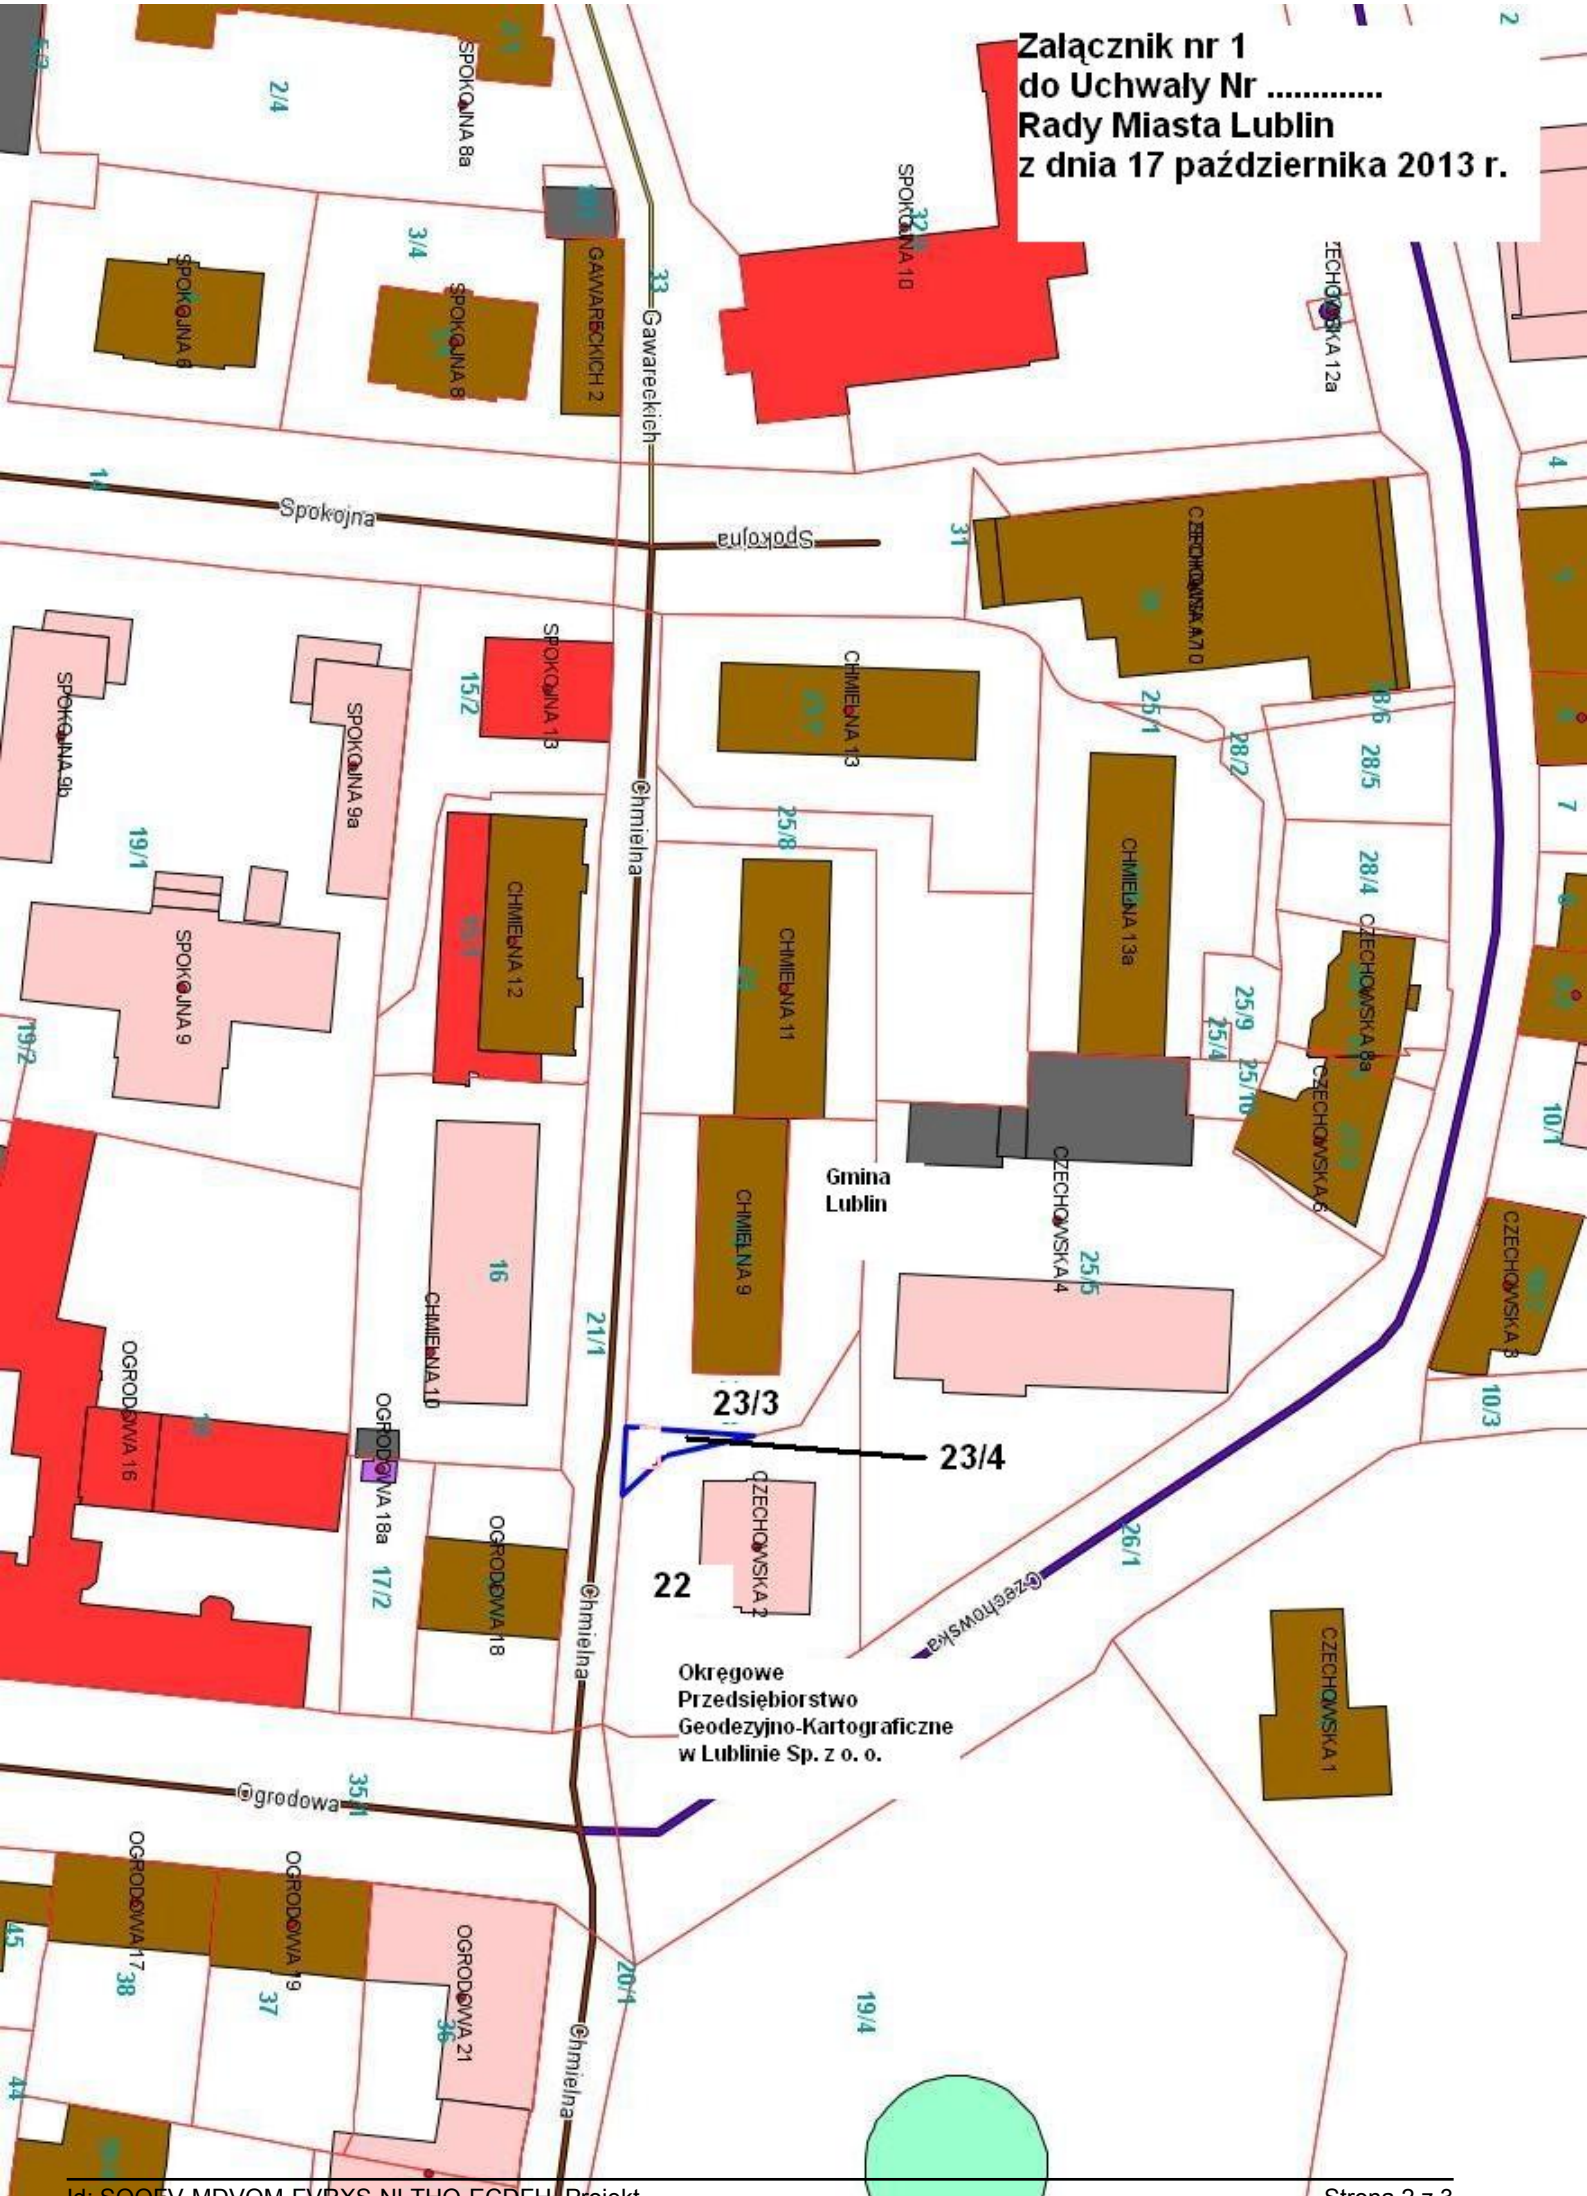 Załącznik nr 1
do Uchwały Nr .............
Rady Miasta Lublin
z dnia 17 października 2013 r.
2
2/4
SPOKOJNA 8a
3/4
SPOKOJNA 6
SPOKOJNA 8
GAWARECKICH 2
33
Gawareckich
SPOKOJNA 10
4
Spokojna
Spokojna
31
SPOKOJNA 9b
SPOKOJNA 9a
15/2
SPOKOJNA 13
CHMIELNA 13
25/1
28/2
28/5
7
Chmielna
25/8
19/1
28/4
CHMIELNA 12
CHMIELNA 11
CHMIELNA 13a
SPOKOJNA 9
19/2
25/9
25/4
25/10
CZECHOWSKA 8a
CZECHOWSKA 6
10/1
Gmina
Lublin
CHMIELNA 9
CZECHOWSKA 4
25/5
CZECHOWSKA 3
16
CHMIELNA 10
21/1
OGRODOWA 16
OGRODOWA 18a
23/3
23/4
10/3
CZECHOWSKA 2
22
17/2
OGRODOWA 18
Chmielna
26/1
Czechowska
CZECHOWSKA 1
Okręgowe
Przedsiębiorstwo
Geodezyjno-Kartograficzne
w Lublinie Sp. z o. o.
Ogrodowa
OGRODOWA 17
OGRODOWA 19
OGRODOWA 21
45
38
37
36
20/1
19/4
Chmielna
44
Strona 2 z 3